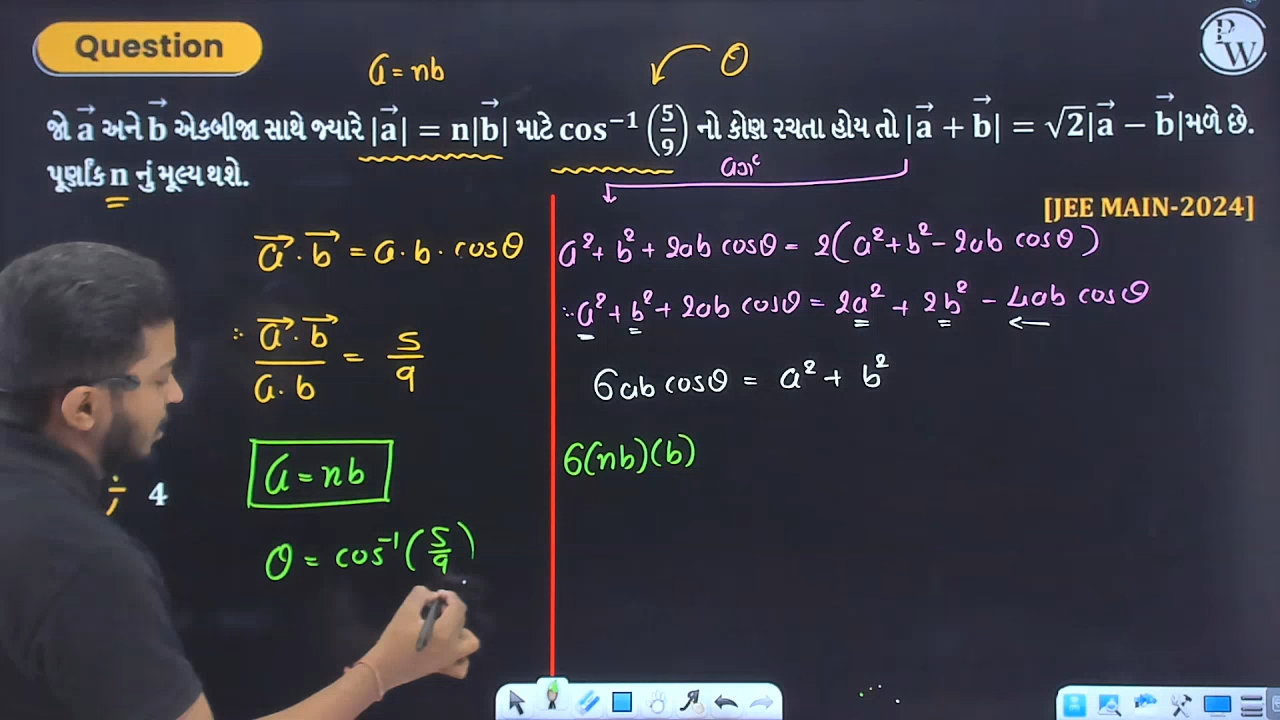 Question
PW
a = nb
θ
જો a⃗ અને b⃗ એકબીજા સાથે જ્યારે |a⃗| = n|b⃗| માટે cos⁻¹(5/9) નો કોણ રચતા હોય તો |a⃗ + b⃗| = √2|a⃗ − b⃗| મળે છે.
પૂર્ણાંક n નું મૂલ્ય થશે.
[JEE MAIN-2024]
a⃗ · b⃗ = a · b · cosθ
∴ a⃗ · b⃗ / a · b = 5/9
a = nb
4
θ = cos⁻¹(5/9)
a² + b² + 2ab cosθ = 2(a² + b² − 2ab cosθ)
∴ a² + b² + 2ab cosθ = 2a² + 2b² − 4ab cosθ
6ab cosθ = a² + b²
6(nb)(b)